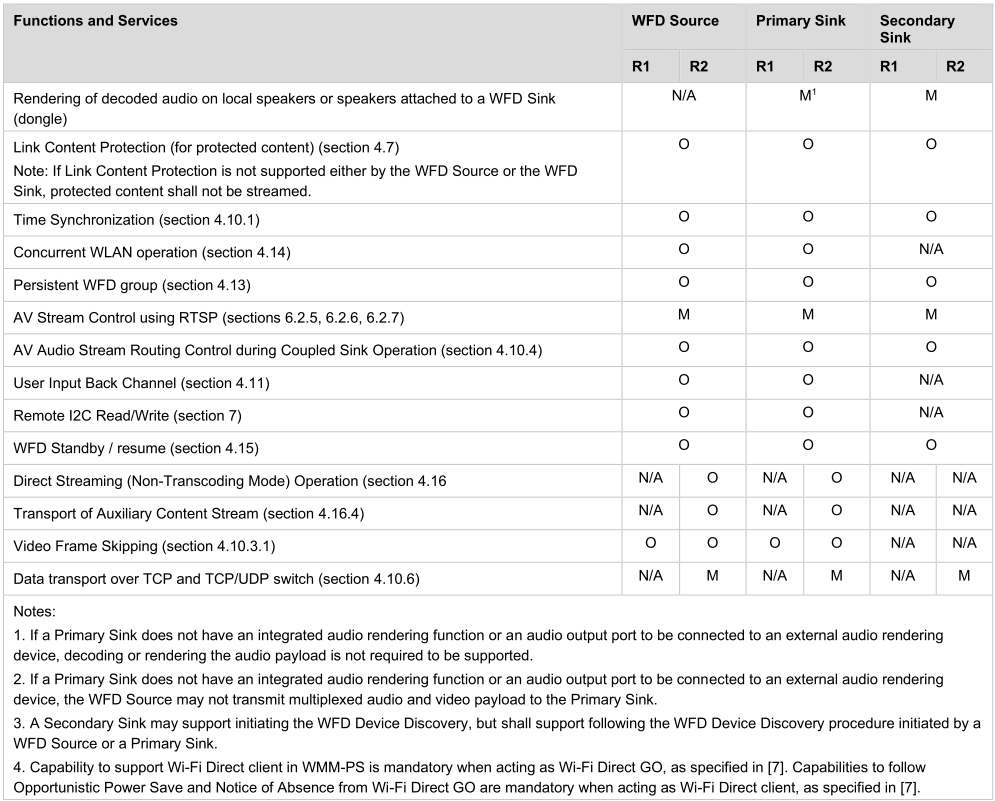 Functions and Services WFD Source Primary Sink Secondary
Sink
R1 R2 R1 R2 R1 R2
Rendering of decoded audio on local speakers or speakers attached to a WFD Sink N/A M1 M
(dongle)
Link Content Protection (for protected content) (section 4.7) O O O
Note: If Link Content Protection is not supported either by the WFD Source or the WFD
Sink, protected content shall not be streamed.
Time Synchronization (section 4.10.1) O O O
Concurrent WLAN operation (section 4.14) O O N/A
Persistent WFD group (section 4.13) O O O
AV Stream Control using RTSP (sections 6.2.5, 6.2.6, 6.2.7) M M M
AV Audio Stream Routing Control during Coupled Sink Operation (section 4.10.4) O O O
User Input Back Channel (section 4.11) O O N/A
Remote I2C Read/Write (section 7) O O N/A
WFD Standby / resume (section 4.15) O O O
Direct Streaming (Non-Transcoding Mode) Operation (section 4.16 N/A O N/A O N/A N/A
Transport of Auxiliary Content Stream (section 4.16.4) N/A O N/A O N/A N/A
Video Frame Skipping (section 4.10.3.1) O O O O N/A N/A
Data transport over TCP and TCP/UDP switch (section 4.10.6) N/A M N/A M N/A M
Notes:
1. If a Primary Sink does not have an integrated audio rendering function or an audio output port to be connected to an external audio rendering
device, decoding or rendering the audio payload is not required to be supported.
2. If a Primary Sink does not have an integrated audio rendering function or an audio output port to be connected to an external audio rendering
device, the WFD Source may not transmit multiplexed audio and video payload to the Primary Sink.
3. A Secondary Sink may support initiating the WFD Device Discovery, but shall support following the WFD Device Discovery procedure initiated by a
WFD Source or a Primary Sink.
4. Capability to support Wi-Fi Direct client in WMM-PS is mandatory when acting as Wi-Fi Direct GO, as specified in [7]. Capabilities to follow
Opportunistic Power Save and Notice of Absence from Wi-Fi Direct GO are mandatory when acting as Wi-Fi Direct client, as specified in [7].